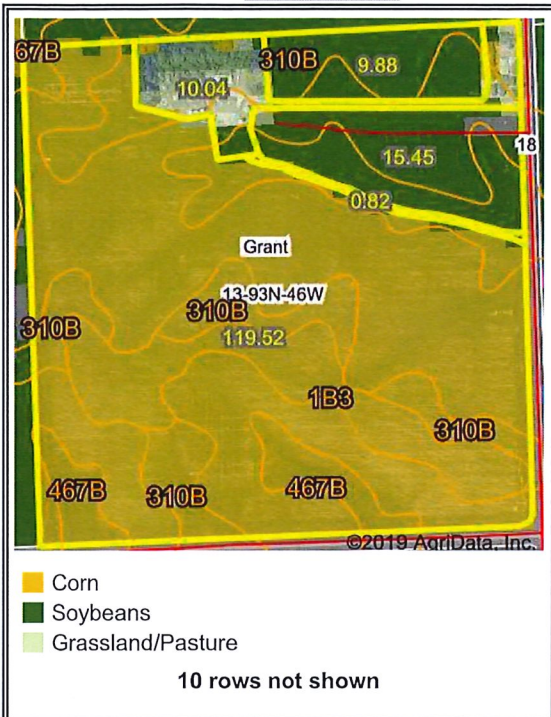 67B
310B
9.88
10.04
15.45
18
0.82
Grant
13-93N-46W
310B
310B
119.52
1B3
310B
467B
310B
467B
©2019 AgriData, Inc.
Corn
Soybeans
Grassland/Pasture
10 rows not shown